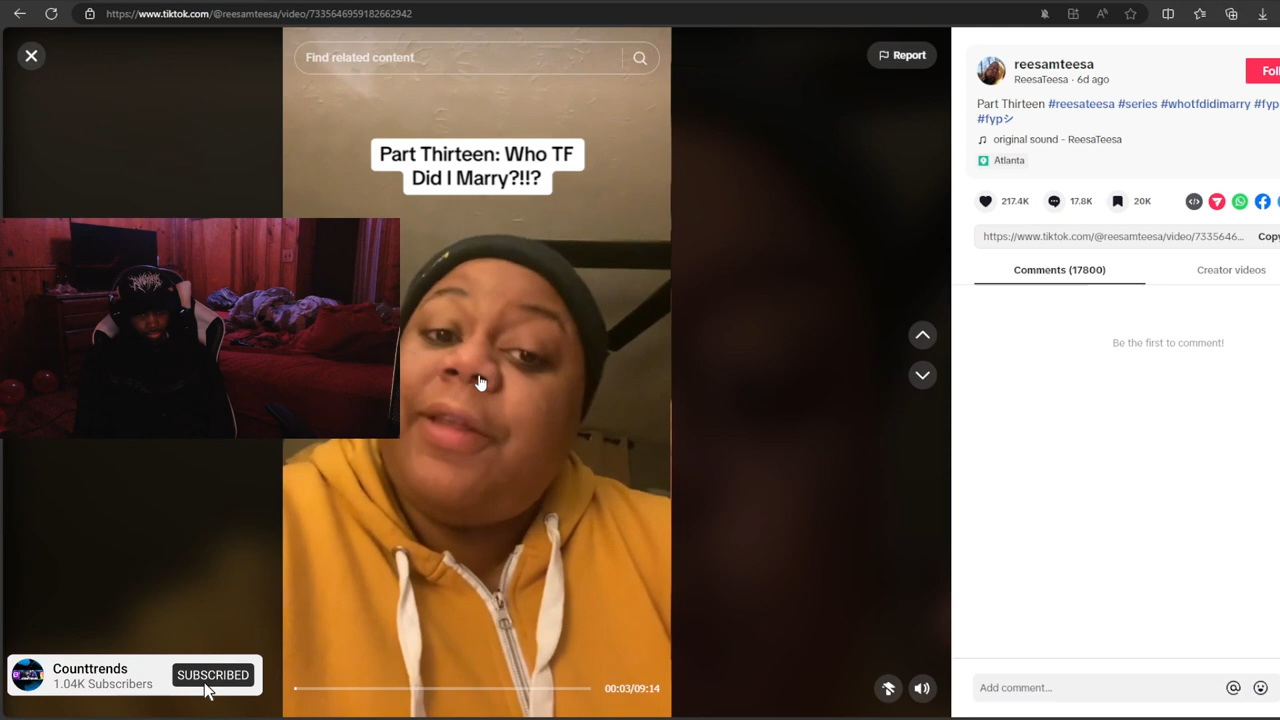 https://www.tiktok.com/@reesamteesa/video/7335646959182662942
Find related content
Report
Part Thirteen: Who TF
Did I Marry?!!?
00:03/09:14
Counttrends
1.04K Subscribers
SUBSCRIBED
reesamteesa
ReesaTeesa · 6d ago
Fol
Part Thirteen #reesateesa #series #whotfdidimarry #fyp
#fypシ
original sound - ReesaTeesa
Atlanta
217.4K
17.8K
20K
https://www.tiktok.com/@reesamteesa/video/7335646...
Copy
Comments (17800)
Creator videos
Be the first to comment!
Add comment...